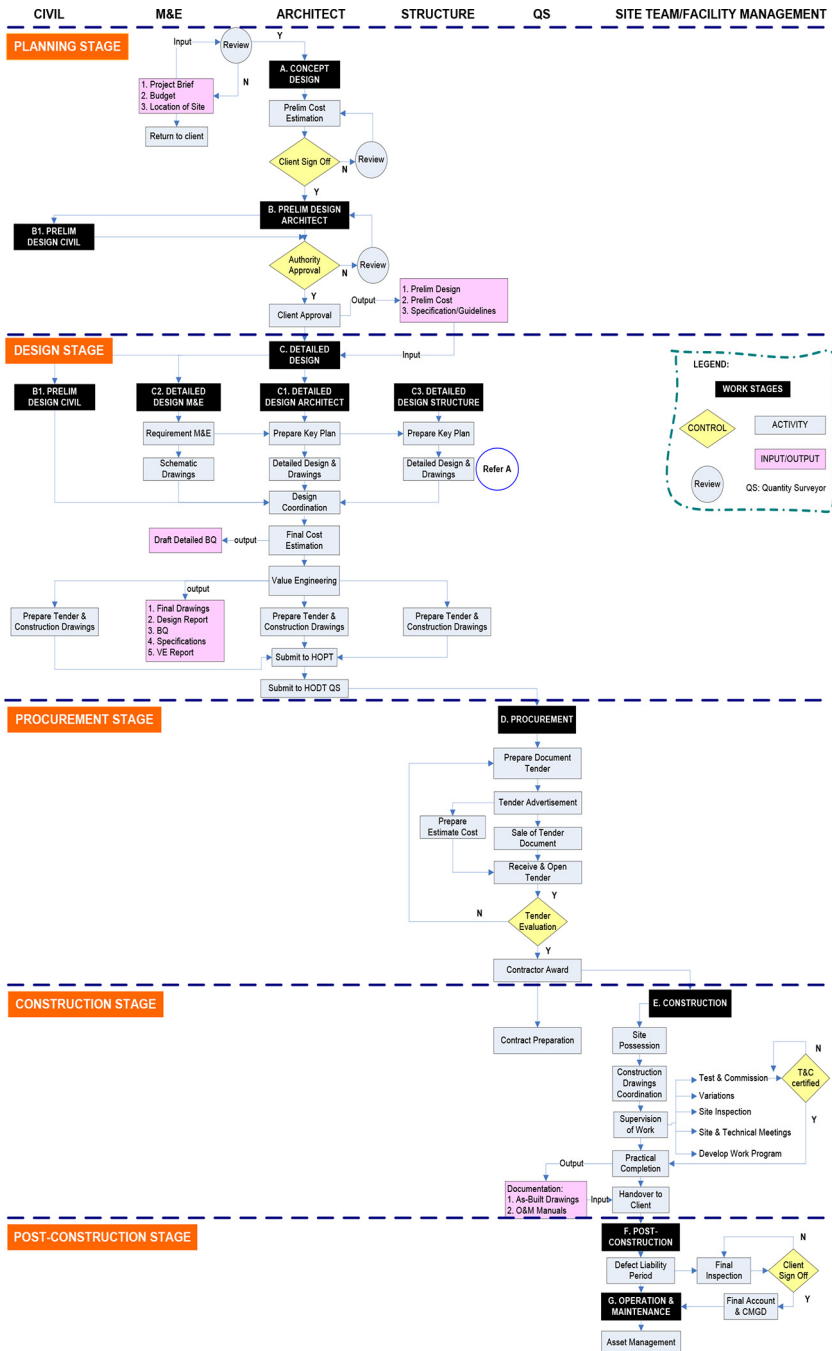 CIVIL
M&E
ARCHITECT
STRUCTURE
QS
SITE TEAM/FACILITY MANAGEMENT
PLANNING STAGE
Input
Review
Y
N
1. Project Brief
2. Budget
3. Location of Site
Return to client
A. CONCEPT
DESIGN
Prelim Cost
Estimation
Client Sign Off
N
Review
Y
B. PRELIM DESIGN
ARCHITECT
B1. PRELIM
DESIGN CIVIL
Authority
Approval
N
Review
Y
Client Approval
Output
1. Prelim Design
2. Prelim Cost
3. Specification/Guidelines
DESIGN STAGE
C. DETAILED
DESIGN
Input
B1. PRELIM
DESIGN CIVIL
C2. DETAILED
DESIGN M&E
C1. DETAILED
DESIGN ARCHITECT
C3. DETAILED
DESIGN STRUCTURE
Requirement M&E
Prepare Key Plan
Prepare Key Plan
Schematic
Drawings
Detailed Design &
Drawings
Detailed Design &
Drawings
Refer A
Design
Coordination
Draft Detailed BQ
output
Final Cost
Estimation
Value Engineering
output
Prepare Tender &
Construction Drawings
1. Final Drawings
2. Design Report
3. BQ
4. Specifications
5. VE Report
Prepare Tender &
Construction Drawings
Prepare Tender &
Construction Drawings
Submit to HOPT
Submit to HODT QS
LEGEND:
WORK STAGES
CONTROL
ACTIVITY
INPUT/OUTPUT
Review
QS: Quantity Surveyor
PROCUREMENT STAGE
D. PROCUREMENT
Prepare Document
Tender
Tender Advertisement
Prepare
Estimate Cost
Sale of Tender
Document
Receive & Open
Tender
Y
N
Tender
Evaluation
Y
Contractor Award
CONSTRUCTION STAGE
E. CONSTRUCTION
Contract Preparation
Site
Possession
Construction
Drawings
Coordination
Supervision
of Work
Test & Commission
Variations
Site Inspection
Site & Technical Meetings
Develop Work Program
N
T&C
certified
Y
Practical
Completion
Output
Documentation:
1. As-Built Drawings
2. O&M Manuals
Input
Handover to
Client
POST-CONSTRUCTION STAGE
F. POST-
CONSTRUCTION
Defect Liability
Period
Final
Inspection
N
Client
Sign Off
Y
G. OPERATION &
MAINTENANCE
Final Account
& CMGD
Asset Management